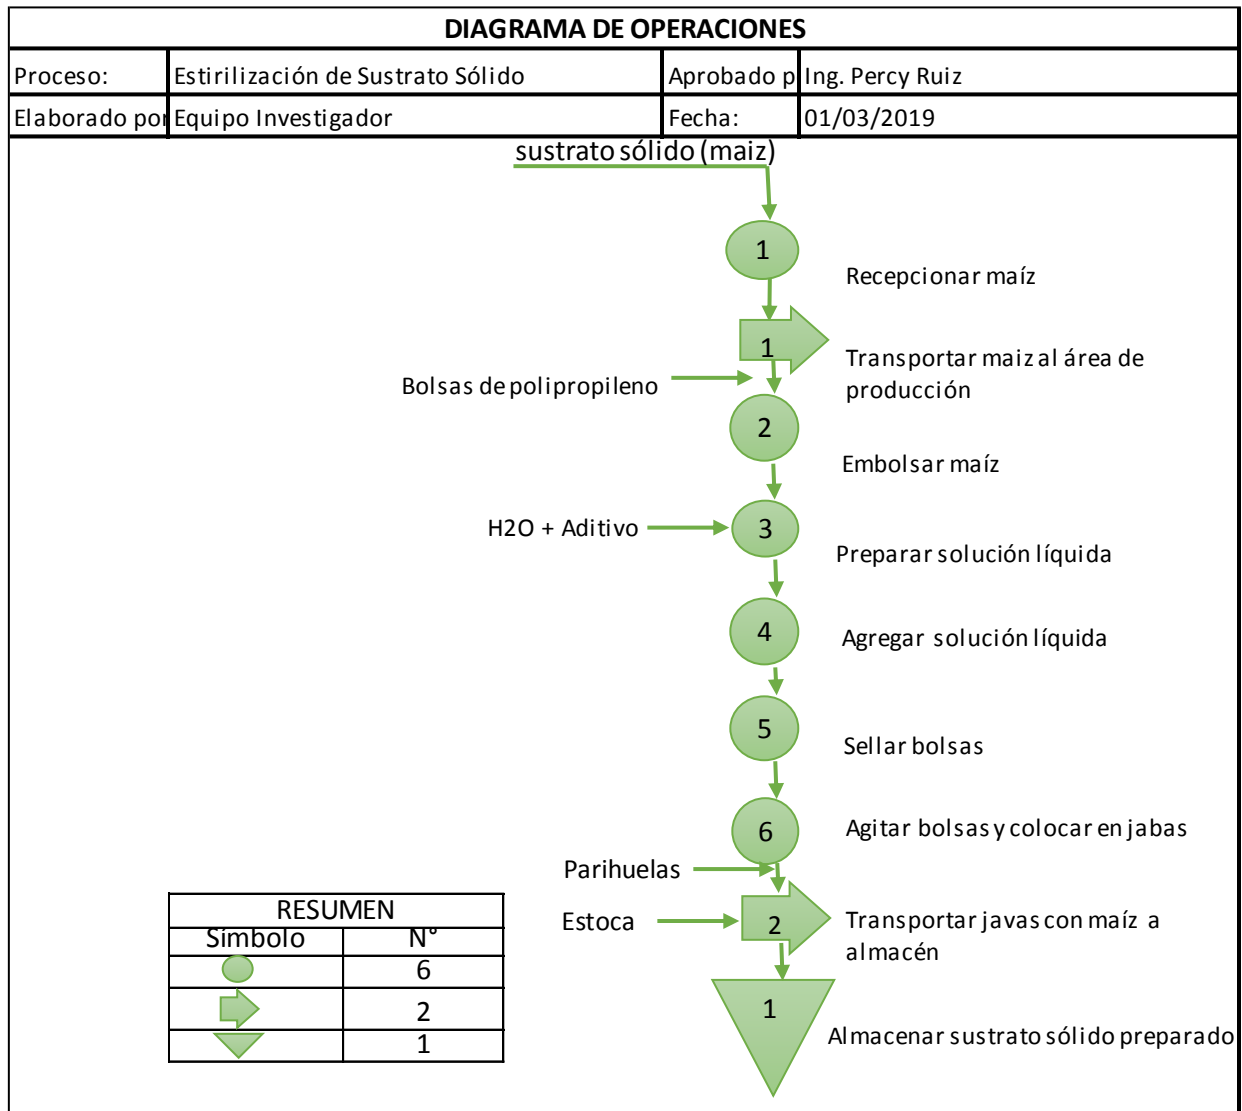 DIAGRAMA DE OPERACIONES
Proceso: Estirilización de Sustrato Sólido Aprobado p Ing. Percy Ruiz
Elaborado por Equipo Investigador Fecha: 01/03/2019
sustrato sólido (maiz)
1
Recepcionar maíz
1
Transportar maiz al área de
producción
Bolsas de polipropileno
2
Embolsar maíz
H2O + Aditivo
3
Preparar solución líquida
4
Agregar solución líquida
5
Sellar bolsas
6
Agitar bolsas y colocar en jabas
Parihuelas
Estoca
2
Transportar javas con maíz a
almacén
1
Almacenar sustrato sólido preparado
RESUMEN
Símbolo N°
6
2
1